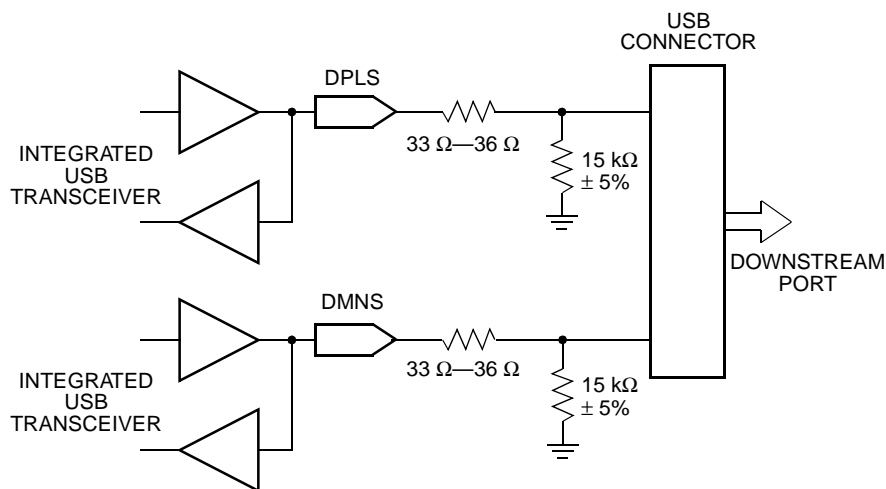 USB
CONNECTOR
DPLS
33 Ω—36 Ω
15 kΩ
± 5%
INTEGRATED
USB
TRANSCEIVER
DOWNSTREAM
PORT
DMNS
33 Ω—36 Ω
15 kΩ
± 5%
INTEGRATED
USB
TRANSCEIVER